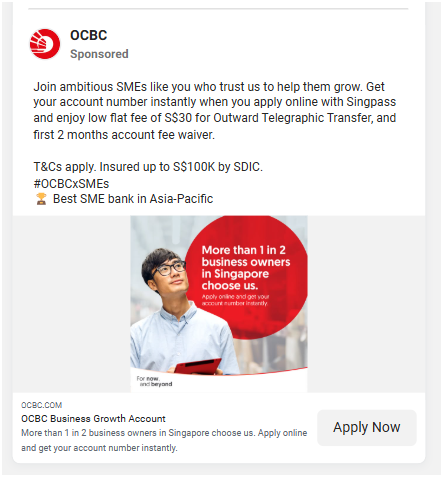 OCBC
Sponsored
Join ambitious SMEs like you who trust us to help them grow. Get
your account number instantly when you apply online with Singpass
and enjoy low flat fee of S$30 for Outward Telegraphic Transfer, and
first 2 months account fee waiver.
T&Cs apply. Insured up to S$100K by SDIC.
#OCBCxSMEs
🏆 Best SME bank in Asia-Pacific
More than 1 in 2
business owners
in Singapore
choose us.
Apply online and get your
account number instantly.
For now,
and beyond
OCBC.COM
OCBC Business Growth Account
More than 1 in 2 business owners in Singapore choose us. Apply online
and get your account number instantly.
Apply Now